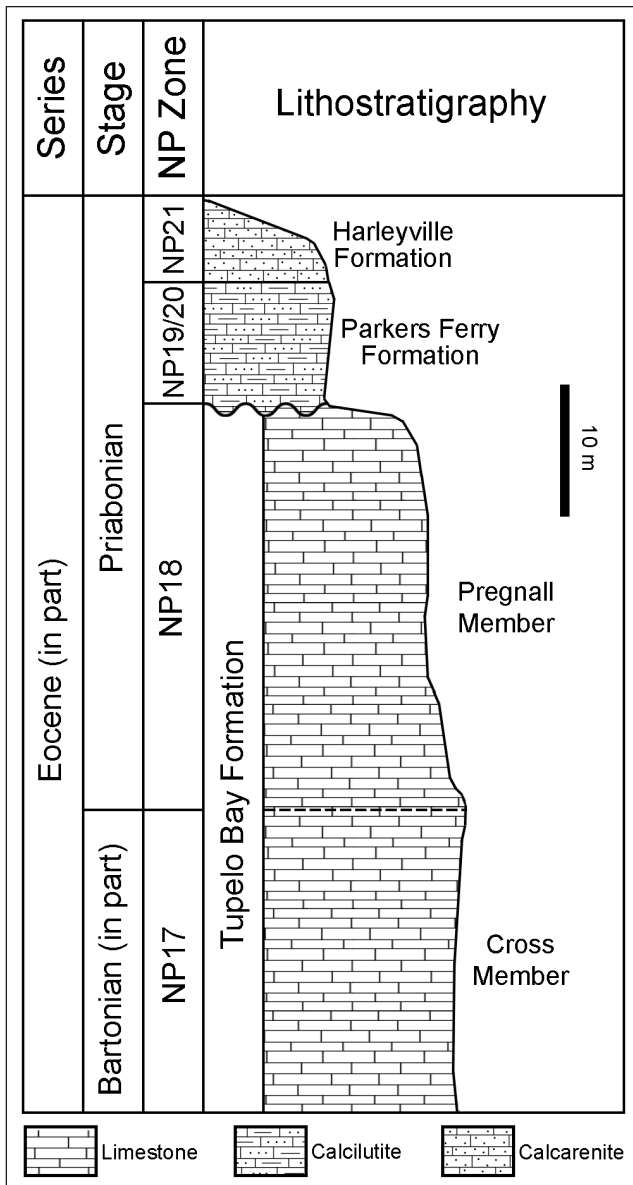 Series
Stage
NP Zone
Lithostratigraphy
Eocene (in part)
Priabonian
Bartonian (in part)
NP21
NP19/20
NP18
NP17
Harleyville
Formation
Parkers Ferry
Formation
10 m
Tupelo Bay Formation
Pregnall
Member
Cross
Member
Limestone
Calcilutite
Calcarenite